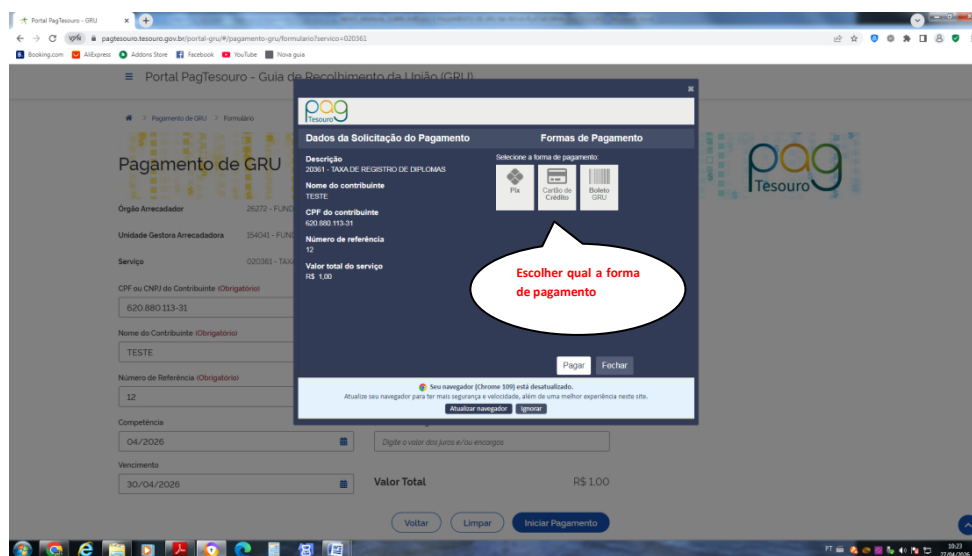 Portal PagTesouro - GRU
pagtesouro.tesouro.gov.br/portal-gru/#/pagamento-gru/formulario?servico=020361
VPN
Booking.com
AliExpress
Addons Store
Facebook
YouTube
Nova guia
Portal PagTesouro - Guia de Recolhimento da União (GRU)
Pagamento de GRU > Formulário
Pagamento de GRU
pag
Tesouro
Órgão Arrecadador
26272 - FUND
Unidade Gestora Arrecadadora
154041 - FUN
Serviço
020361 - TAX
CPF ou CNPJ do Contribuinte (Obrigatório)
620.880.113-31
Nome do Contribuinte (Obrigatório)
TESTE
Número de Referência (Obrigatório)
12
Competência
04/2026
Digite o valor dos juros e/ou encargos
Vencimento
30/04/2026
Valor Total
R$ 1,00
Voltar
Limpar
Iniciar Pagamento
pag
Tesouro
Dados da Solicitação do Pagamento
Formas de Pagamento
Descrição
20361 - TAXA DE REGISTRO DE DIPLOMAS
Nome do contribuinte
TESTE
CPF do contribuinte
620.880.113-31
Número de referência
12
Valor total do serviço
R$ 1,00
Selecione a forma de pagamento:
Pix
Cartão de
Crédito
Boleto
GRU
Escolher qual a forma
de pagamento
Pagar
Fechar
Seu navegador (Chrome 109) está desatualizado.
Atualize seu navegador para ter mais segurança e velocidade, além de uma melhor experiência neste site.
Atualizar navegador
Ignorar
PT
10:23
27/04/2026